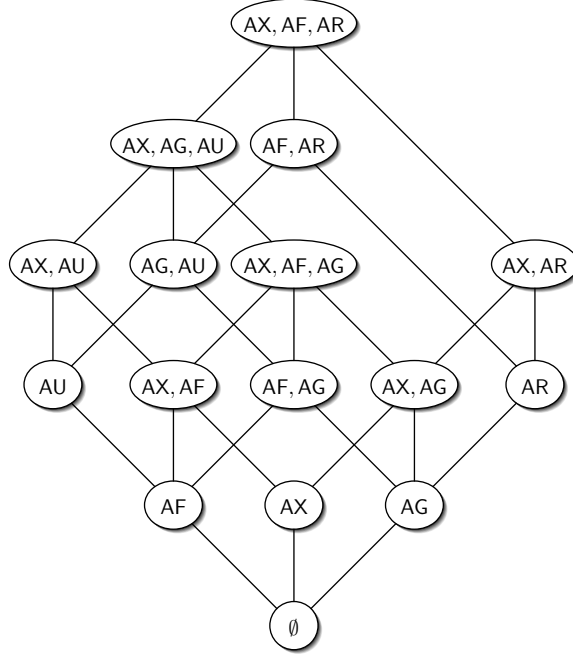 AX, AF, AR
AX, AG, AU
AF, AR
AX, AU
AG, AU
AX, AF, AG
AX, AR
AU
AX, AF
AF, AG
AX, AG
AR
AF
AX
AG
∅